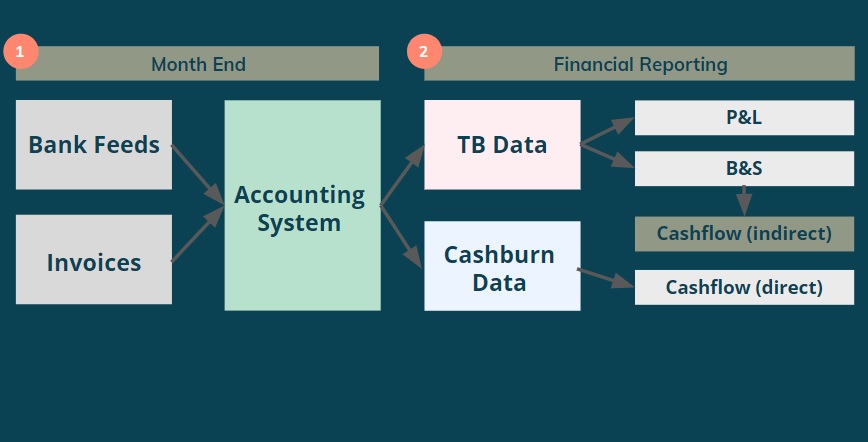 1
Month End
2
Financial Reporting
Bank Feeds
Invoices
Accounting
System
TB Data
Cashburn
Data
P&L
B&S
Cashflow (indirect)
Cashflow (direct)